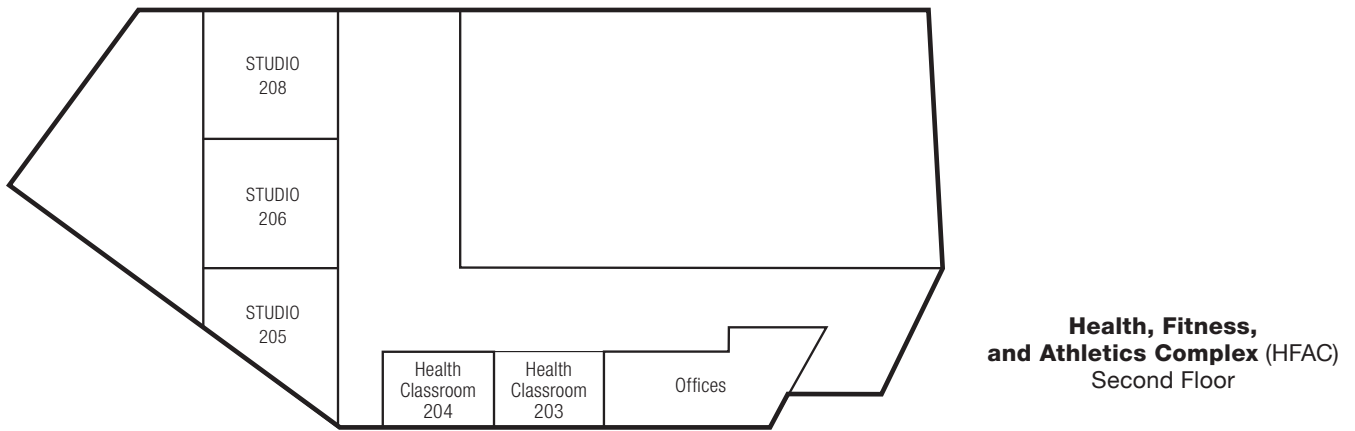 STUDIO
208
STUDIO
206
STUDIO
205
Health
Classroom
204
Health
Classroom
203
Offices
Health, Fitness,
and Athletics Complex (HFAC)
Second Floor